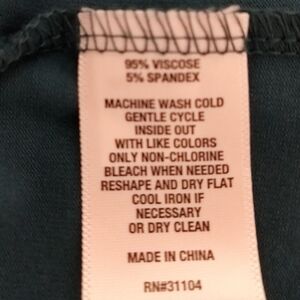 95% VISCOSE
5% SPANDEX
MACHINE WASH COLD
GENTLE CYCLE
INSIDE OUT
WITH LIKE COLORS
ONLY NON-CHLORINE
BLEACH WHEN NEEDED
RESHAPE AND DRY FLAT
COOL IRON IF
NECESSARY
OR DRY CLEAN
MADE IN CHINA
RN#31104